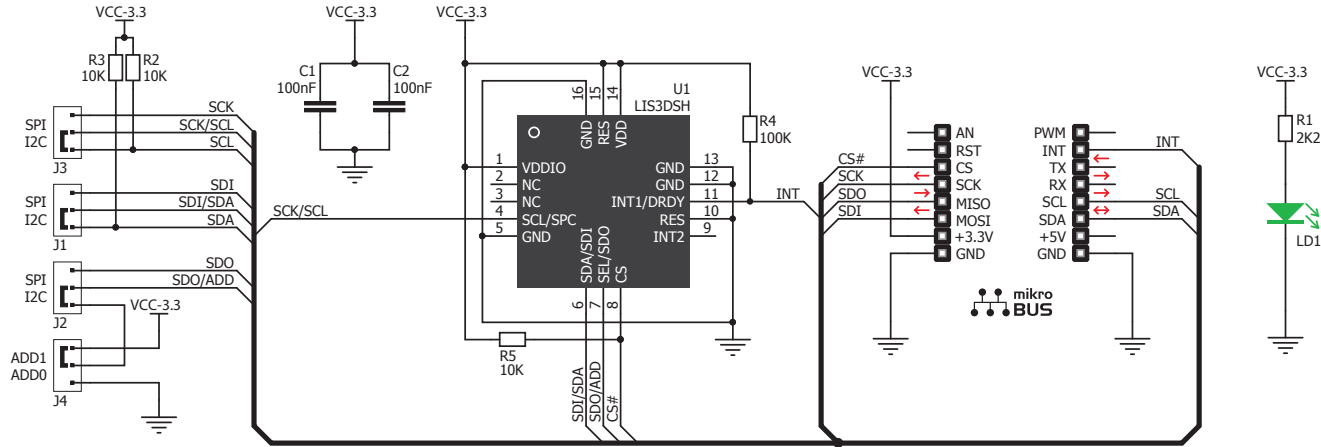 VCC-3.3
R3
10K
R2
10K
SPI
I2C
J3
SCK
SCK/SCL
SCL
SPI
I2C
J1
SDI
SDI/SDA
SDA
SPI
I2C
J2
SDO
SDO/ADD
VCC-3.3
ADD1
ADD0
J4
SCK/SCL
VCC-3.3
C1
100nF
C2
100nF
VCC-3.3
U1
LIS3DSH
16
15
14
GND
RES
VDD
1
VDDIO
2
NC
3
NC
4
SCL/SPC
5
GND
GND
13
GND
12
INT1/DRDY
11
RES
10
INT2
9
SDA/SDI
SEL/SDO
CS
6
7
8
R5
10K
SDI/SDA
SDO/ADD
CS#
R4
100K
INT
VCC-3.3
CS#
SCK
SDO
SDI
AN
RST
CS
SCK
MISO
MOSI
+3.3V
GND
PWM
INT
TX
RX
SCL
SDA
+5V
GND
INT
SCL
SDA
mikro
BUS
VCC-3.3
R1
2K2
LD1